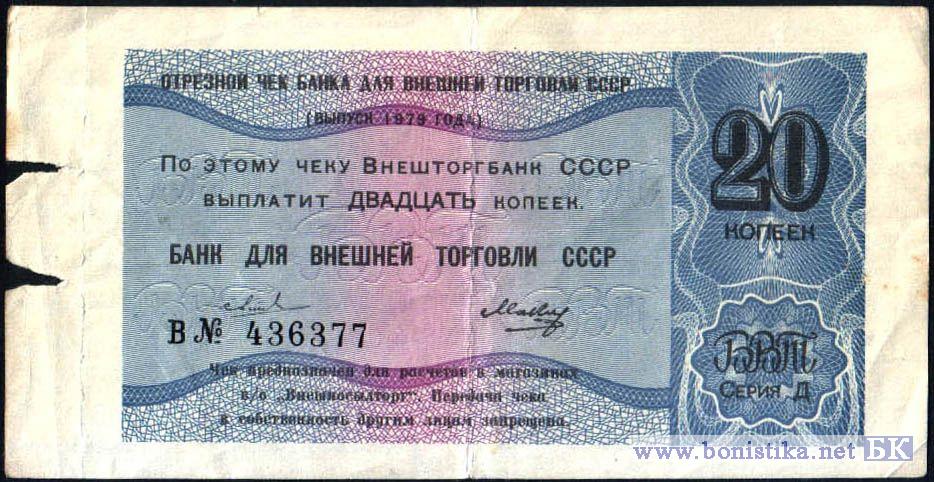 ОТРЕЗНОЙ ЧЕК БАНКА ДЛЯ ВНЕШНЕЙ ТОРГОВЛИ СССР
(ВЫПУСК 1979 ГОДА)
По этому чеку Внешторгбанк СССР
выплатит ДВАДЦАТЬ копеек.
БАНК ДЛЯ ВНЕШНЕЙ ТОРГОВЛИ СССР
В № 436377
Чек предназначен для расчетов в магазинах
в/о „Внешпосылторг". Передача чека
в собственность другим лицам запрещена.
20
КОПЕЕК
БВТ
Серия Д
www.bonistika.net БК